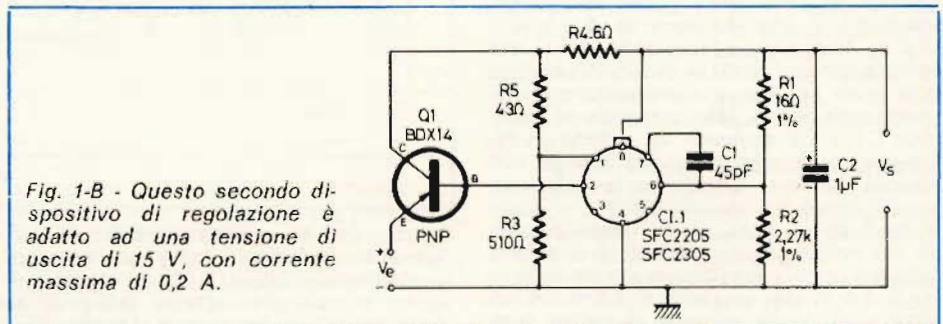 Fig. 1-B - Questo secondo di-
spositivo di regolazione è
adatto ad una tensione di
uscita di 15 V, con corrente
massima di 0,2 A.
R4.6Ω
R5
43Ω
R1
16Ω
1%
Q1
BDX14
C
B
E
PNP
1
8
7
2
6
3
4
5
C1
45pF
C2
1µF
Vs
R3
510Ω
CI.1
SFC2205
SFC2305
R2
2,27k
1%
+
Ve
-